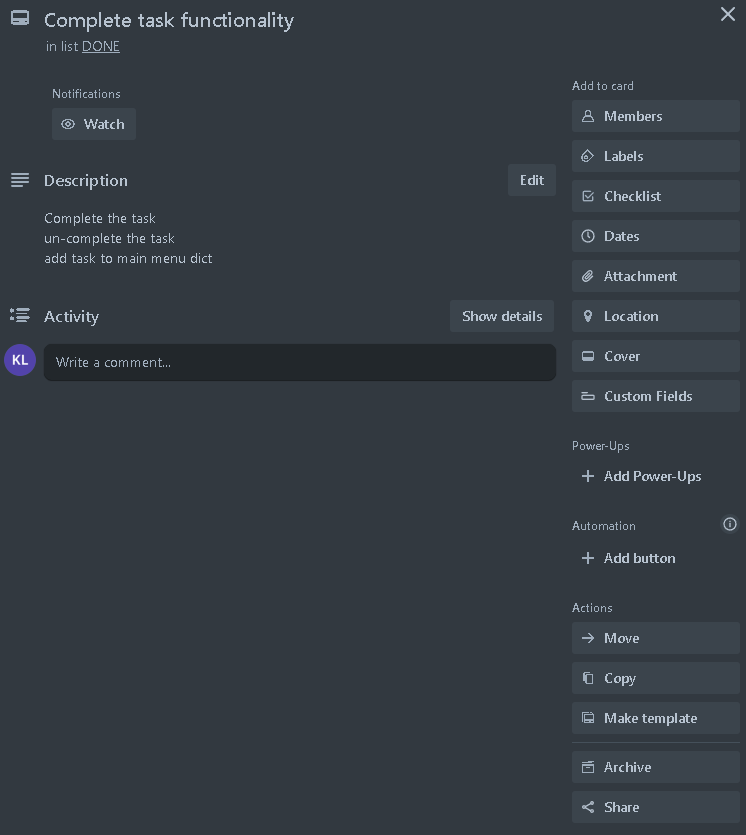 Complete task functionality
in list DONE
Notifications
Watch
Description
Edit
Complete the task
un-complete the task
add task to main menu dict
Activity
Show details
KL
Write a comment...
Add to card
Members
Labels
Checklist
Dates
Attachment
Location
Cover
Custom Fields
Power-Ups
Add Power-Ups
Automation
Add button
Actions
Move
Copy
Make template
Archive
Share